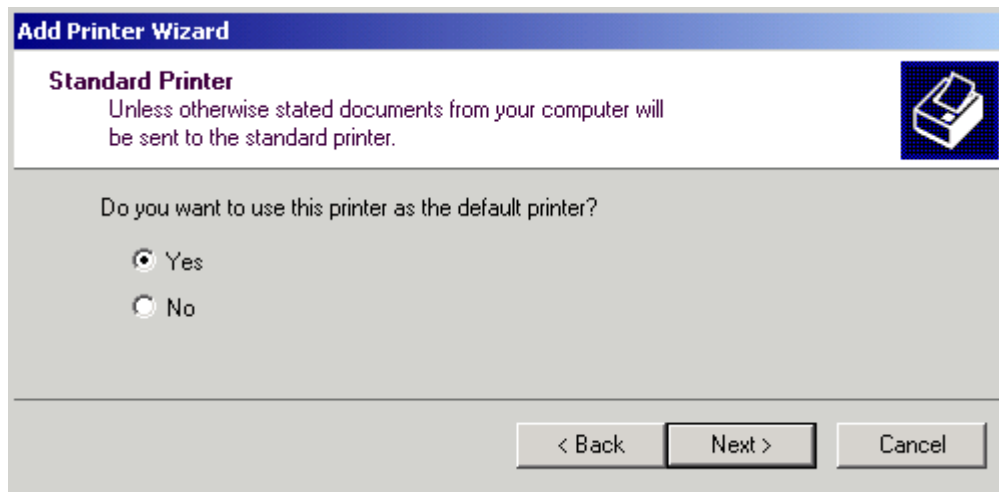 Add Printer Wizard
Standard Printer
Unless otherwise stated documents from your computer will
be sent to the standard printer.
Do you want to use this printer as the default printer?
Yes
No
< Back Next > Cancel